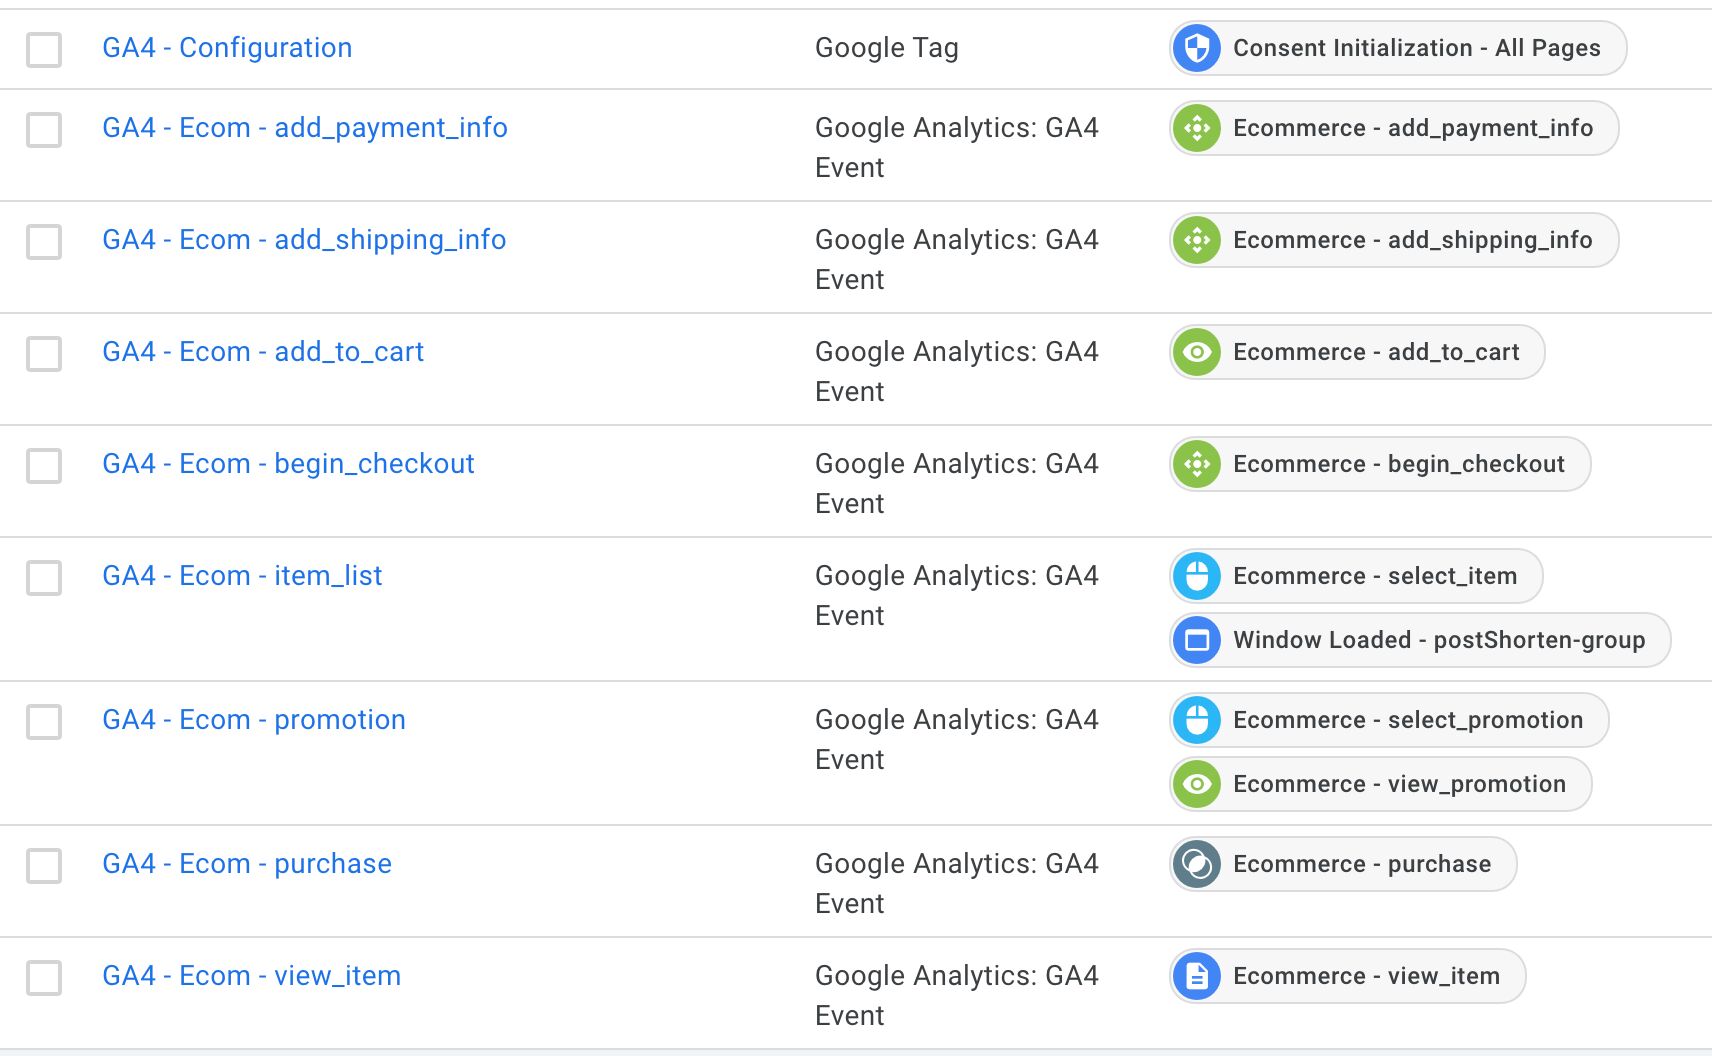 GA4 - Configuration
Google Tag
Consent Initialization - All Pages
GA4 - Ecom - add_payment_info
Google Analytics: GA4
Event
Ecommerce - add_payment_info
GA4 - Ecom - add_shipping_info
Google Analytics: GA4
Event
Ecommerce - add_shipping_info
GA4 - Ecom - add_to_cart
Google Analytics: GA4
Event
Ecommerce - add_to_cart
GA4 - Ecom - begin_checkout
Google Analytics: GA4
Event
Ecommerce - begin_checkout
GA4 - Ecom - item_list
Google Analytics: GA4
Event
Ecommerce - select_item
Window Loaded - postShorten-group
GA4 - Ecom - promotion
Google Analytics: GA4
Event
Ecommerce - select_promotion
Ecommerce - view_promotion
GA4 - Ecom - purchase
Google Analytics: GA4
Event
Ecommerce - purchase
GA4 - Ecom - view_item
Google Analytics: GA4
Event
Ecommerce - view_item